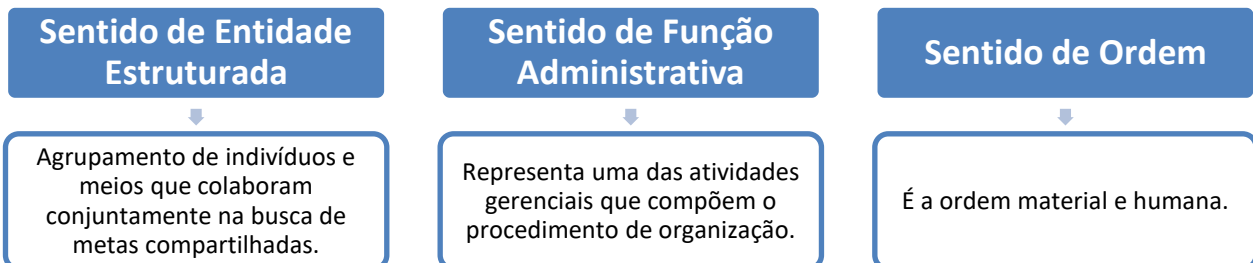 Sentido de Entidade
Estruturada
Agrupamento de indivíduos e
meios que colaboram
conjuntamente na busca de
metas compartilhadas.
Sentido de Função
Administrativa
Representa uma das atividades
gerenciais que compõem o
procedimento de organização.
Sentido de Ordem
É a ordem material e humana.